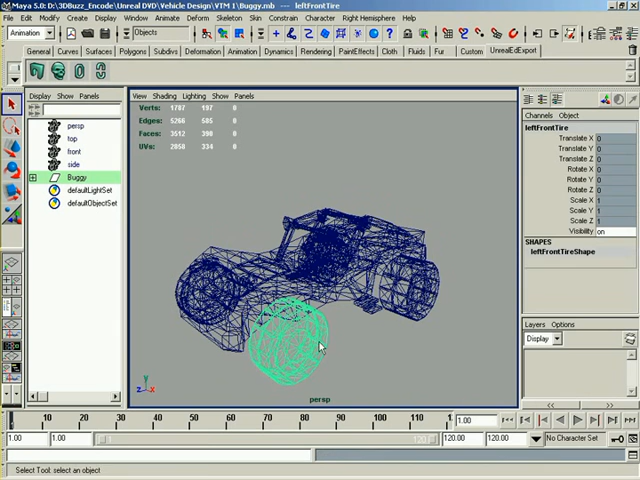 Maya 5.0: D:\3DBuzz_Encode\Unreal DVD\Vehicle Design\VTM 1\Buggy.mb --- leftFrontTire
File Edit Modify Create Display Window Animate Deform Skeleton Skin Constrain Character Right Hemisphere Help
Animation Objects
General Curves Surfaces Polygons Subdivs Deformation Animation Dynamics Rendering PaintEffects Cloth Fluids Fur Custom UnrealEdExport
Display Show Panels
View Shading Lighting Show Panels
Channels Object
Verts: 1787 197 0
Edges: 5266 585 0
Faces: 3512 390 0
UVs: 2858 334 0
persp
top
front
side
Buggy
defaultLightSet
defaultObjectSet
leftFrontTire
Translate X 0
Translate Y 0
Translate Z 0
Rotate X 0
Rotate Y 0
Rotate Z 0
Scale X 1
Scale Y 1
Scale Z 1
Visibility on
SHAPES
leftFrontTireShape
Layers Options
Display
y
z x
persp
10 20 30 40 50 60 70 80 90 100 110 12
1.00
1.00 1.00 120 120.00 120.00 No Character Set
Select Tool: select an object